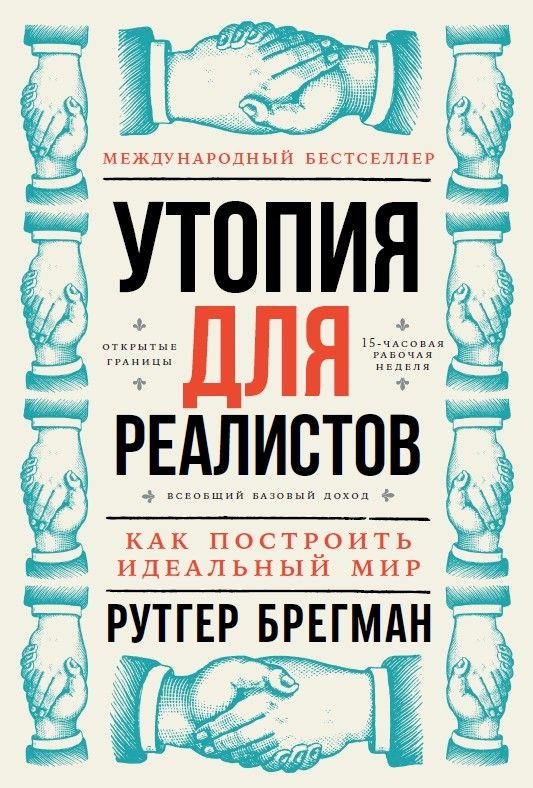 МЕЖДУНАРОДНЫЙ БЕСТСЕЛЛЕР
УТОПИЯ
ОТКРЫТЫЕ
ГРАНИЦЫ
ДЛЯ
15-ЧАСОВАЯ
РАБОЧАЯ
НЕДЕЛЯ
РЕАЛИСТОВ
ВСЕОБЩИЙ БАЗОВЫЙ ДОХОД
КАК ПОСТРОИТЬ
ИДЕАЛЬНЫЙ МИР
РУТГЕР БРЕГМАН